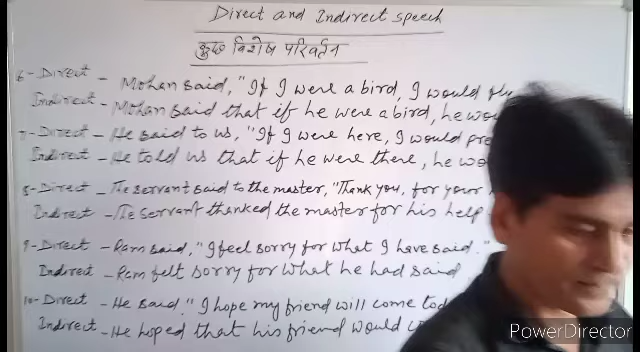 Direct and Indirect speech
कुछ विशेष परिवर्तन
6- Direct - Mohan said, "If I were a bird, I would
Indirect - Mohan said that if he were a bird, he
7- Direct - He said to us, "If I were here, I would
Indirect - He told us that if he were there, he
8- Direct - The servant said to the master, "Thank you, for your
Indirect - The servant thanked the master for his help
9- Direct - Ram said, "I feel sorry for what I have said."
Indirect - Ram felt sorry for what he had said
10- Direct - He said, "I hope my friend will come
Indirect - He hoped that his friend would
PowerDirector